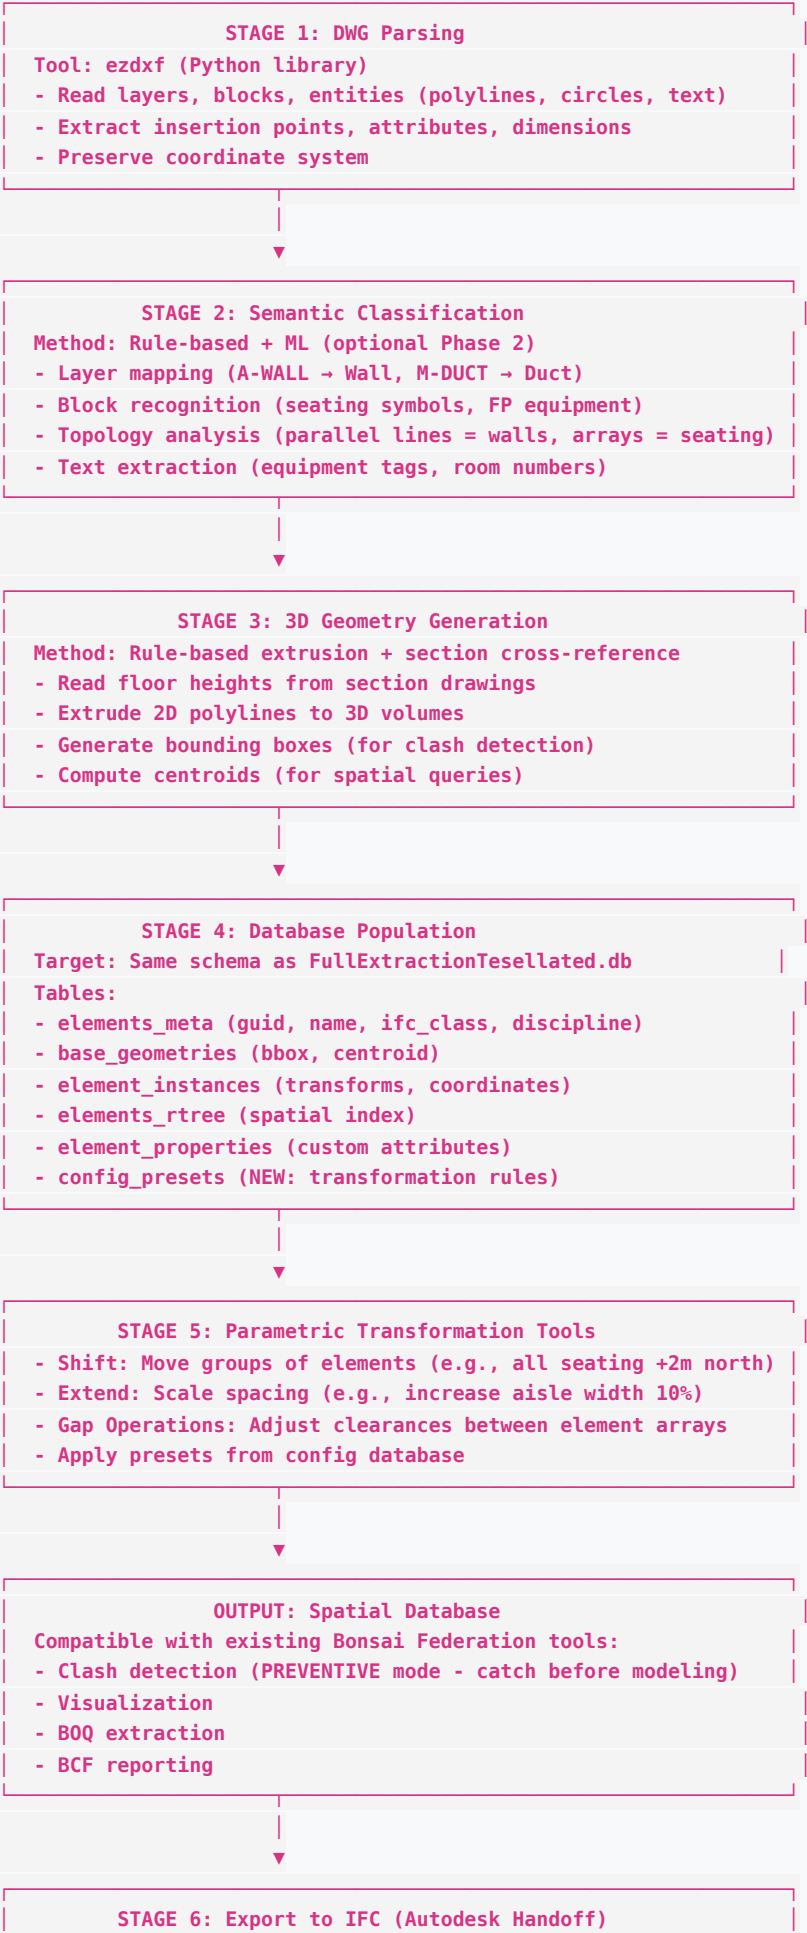 STAGE 1: DWG Parsing
Tool: ezdxf (Python library)
- Read layers, blocks, entities (polylines, circles, text)
- Extract insertion points, attributes, dimensions
- Preserve coordinate system
▼
STAGE 2: Semantic Classification
Method: Rule-based + ML (optional Phase 2)
- Layer mapping (A-WALL → Wall, M-DUCT → Duct)
- Block recognition (seating symbols, FP equipment)
- Topology analysis (parallel lines = walls, arrays = seating)
- Text extraction (equipment tags, room numbers)
▼
STAGE 3: 3D Geometry Generation
Method: Rule-based extrusion + section cross-reference
- Read floor heights from section drawings
- Extrude 2D polylines to 3D volumes
- Generate bounding boxes (for clash detection)
- Compute centroids (for spatial queries)
▼
STAGE 4: Database Population
Target: Same schema as FullExtractionTesellated.db
Tables:
- elements_meta (guid, name, ifc_class, discipline)
- base_geometries (bbox, centroid)
- element_instances (transforms, coordinates)
- elements_rtree (spatial index)
- element_properties (custom attributes)
- config_presets (NEW: transformation rules)
▼
STAGE 5: Parametric Transformation Tools
- Shift: Move groups of elements (e.g., all seating +2m north)
- Extend: Scale spacing (e.g., increase aisle width 10%)
- Gap Operations: Adjust clearances between element arrays
- Apply presets from config database
▼
OUTPUT: Spatial Database
Compatible with existing Bonsai Federation tools:
- Clash detection (PREVENTIVE mode - catch before modeling)
- Visualization
- BOQ extraction
- BCF reporting
▼
STAGE 6: Export to IFC (Autodesk Handoff)